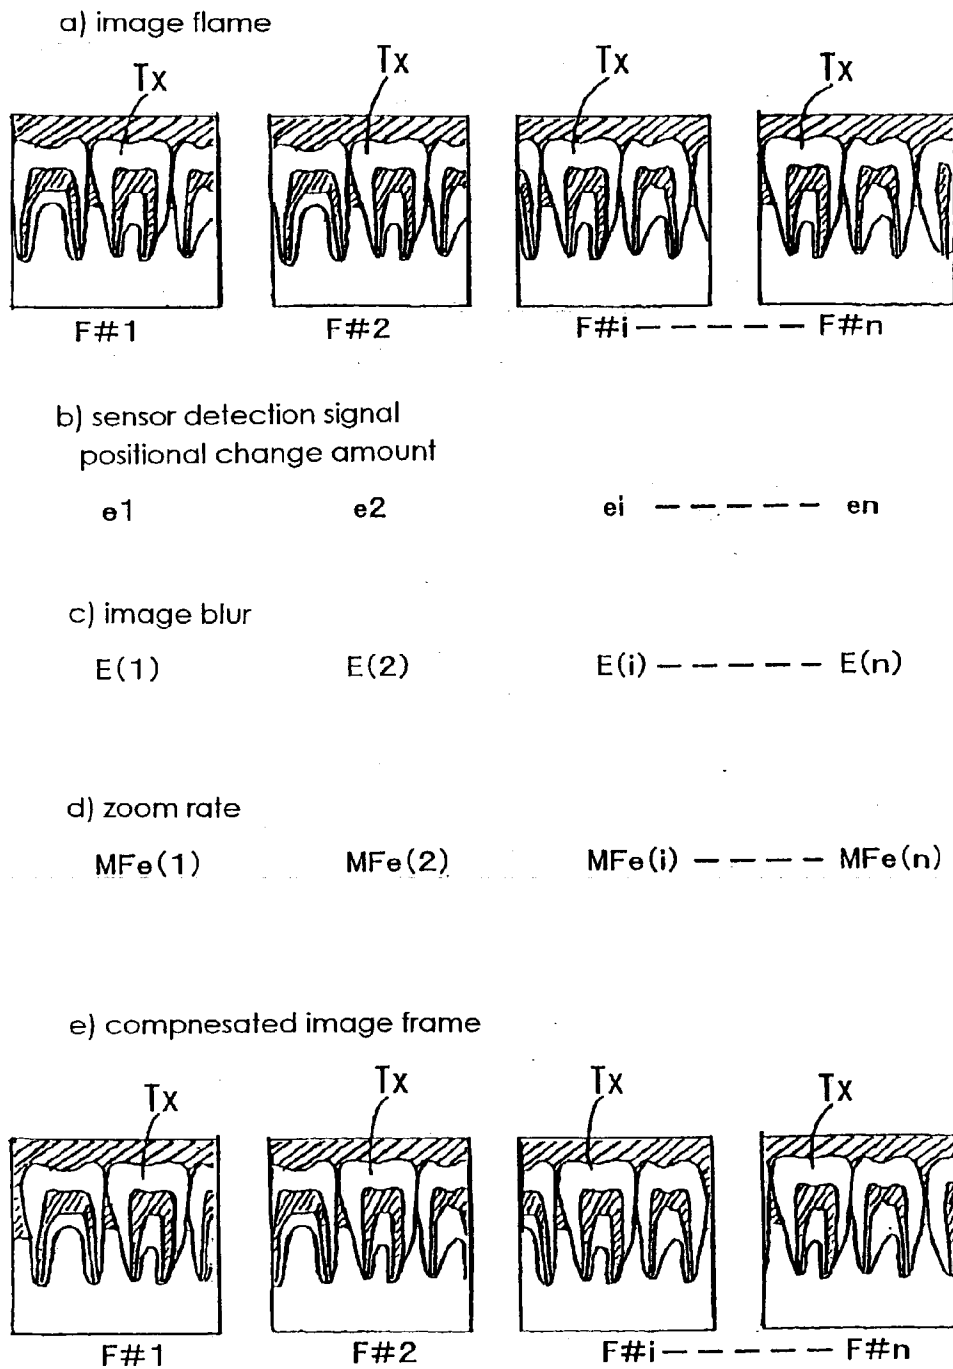 a) image flame
Tx Tx Tx Tx
F#1 F#2 F#i — — — — — F#n
b) sensor detection signal
positional change amount
e1 e2 ei — — — — — en
c) image blur
E(1) E(2) E(i) — — — — — E(n)
d) zoom rate
MFe(1) MFe(2) MFe(i) — — — — MFe(n)
e) compnesated image frame
Tx Tx Tx Tx
F#1 F#2 F#i — — — — — F#n